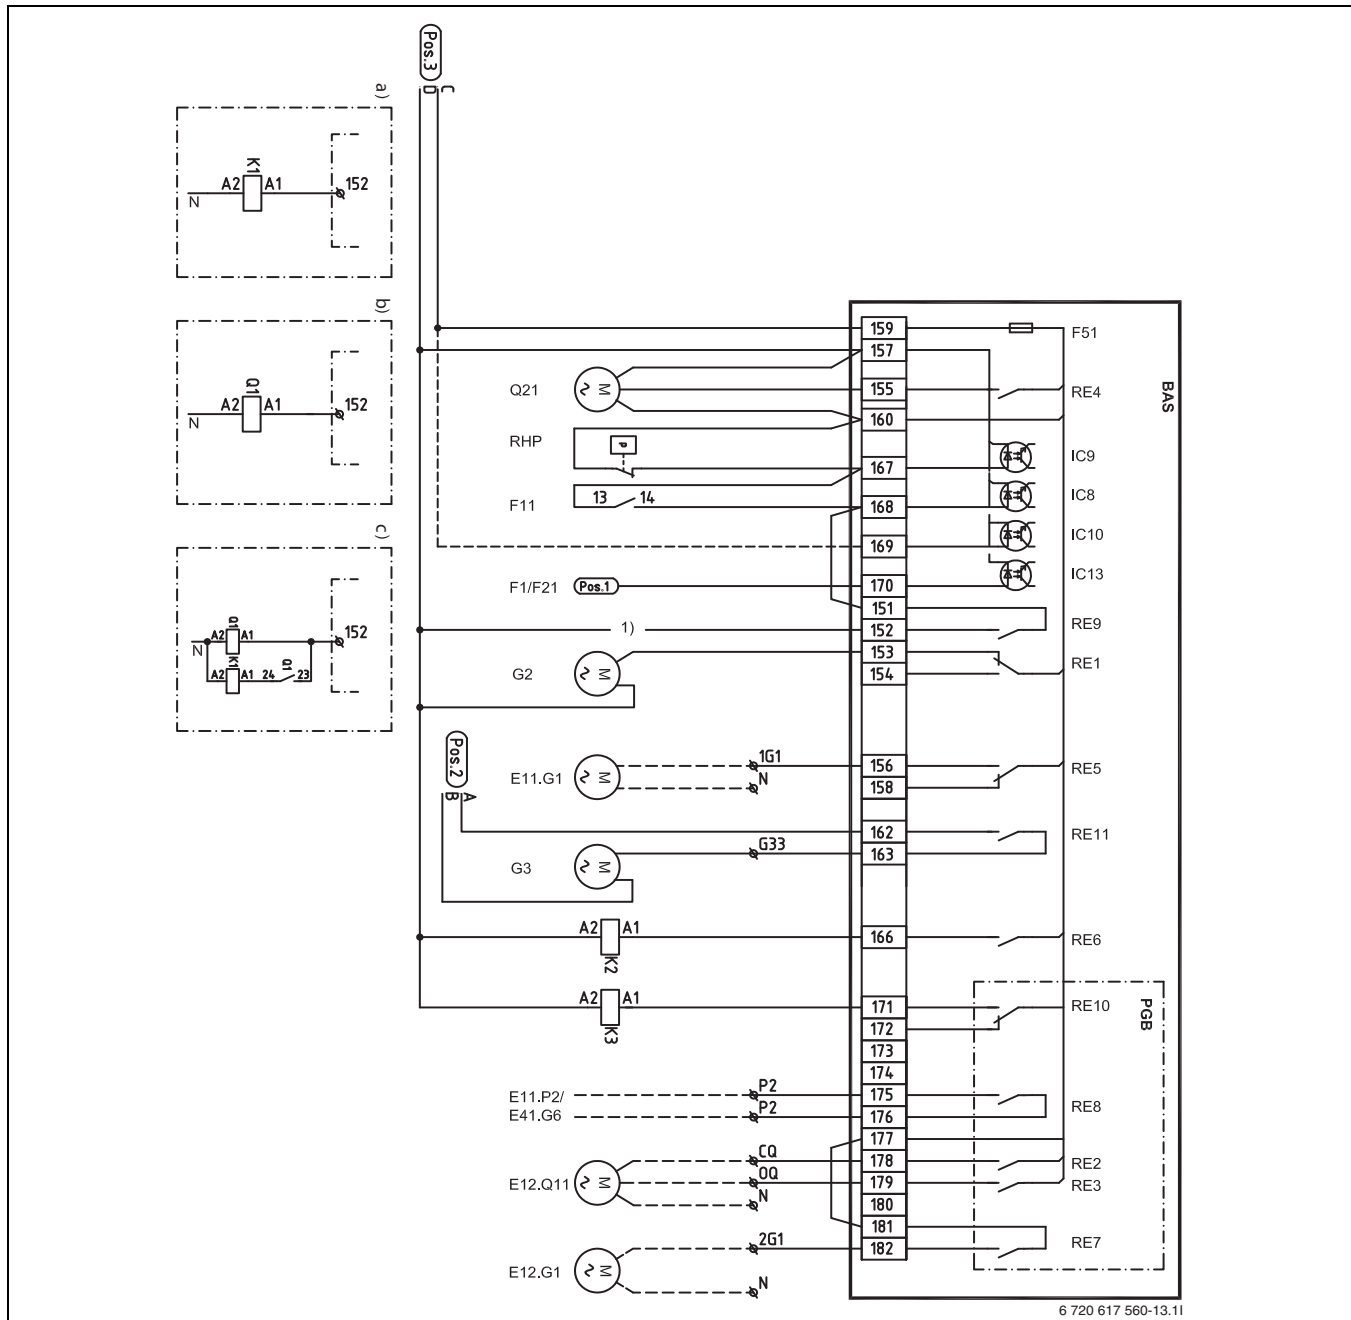 Pos.3
D C
a)
K1
A2 A1 152
N
b)
Q1
A2 A1 152
N
c)
Q1
A2 A1 152
N
K1 Q1
A2 A1 24 23
BAS
159 F51
157
Q21 M ~ 155 RE4
160
RHP P
167 IC9
F11 13 14 168 IC8
169 IC10
IC13
F1/F21 Pos.1 170
151
1) 152 RE9
153
G2 M ~ 154 RE1
Pos.2
B A
1G1 156 RE5
E11.G1 M ~ N 158
162 RE11
G33 163
G3 M ~
A2 A1 166 RE6
K2
PGB
A2 A1 171 RE10
K3 172
173
174
E11.P2/ P2 175
E41.G6 P2 176 RE8
177
CQ 178 RE2
E12.Q11 M ~ OQ 179 RE3
N 180
181
2G1 182 RE7
E12.G1 M ~
N
6 720 617 560-13.1I